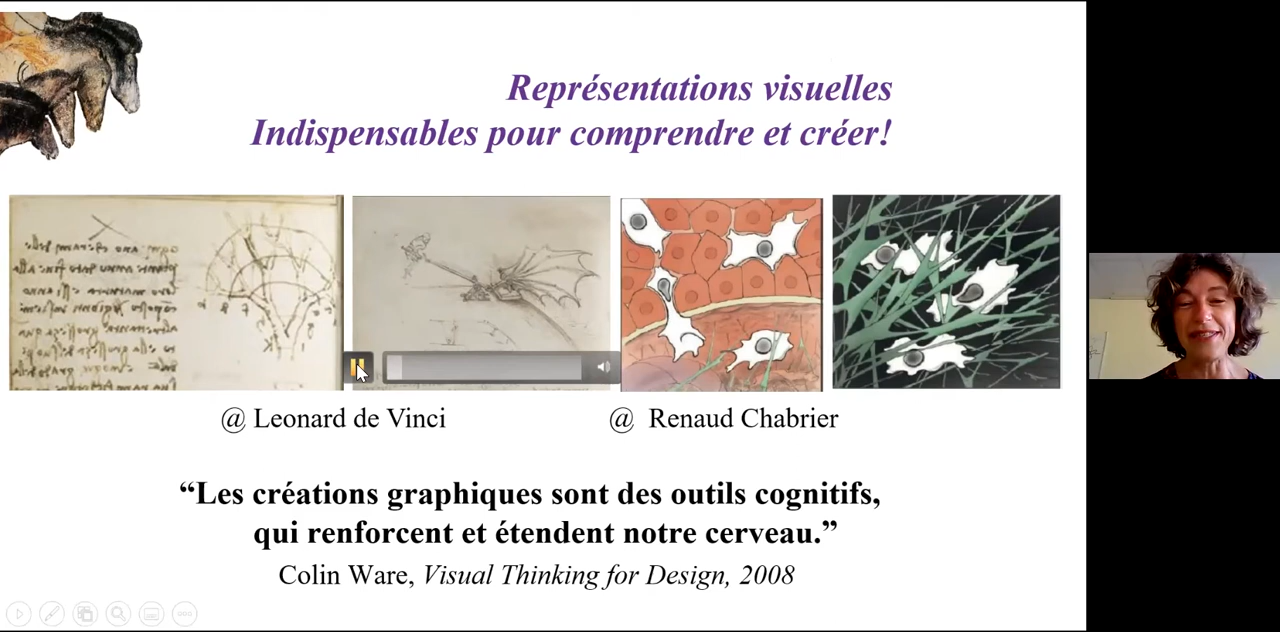 Représentations visuelles
Indispensables pour comprendre et créer!
@ Leonard de Vinci
@ Renaud Chabrier
“Les créations graphiques sont des outils cognitifs,
qui renforcent et étendent notre cerveau.”
Colin Ware, Visual Thinking for Design, 2008